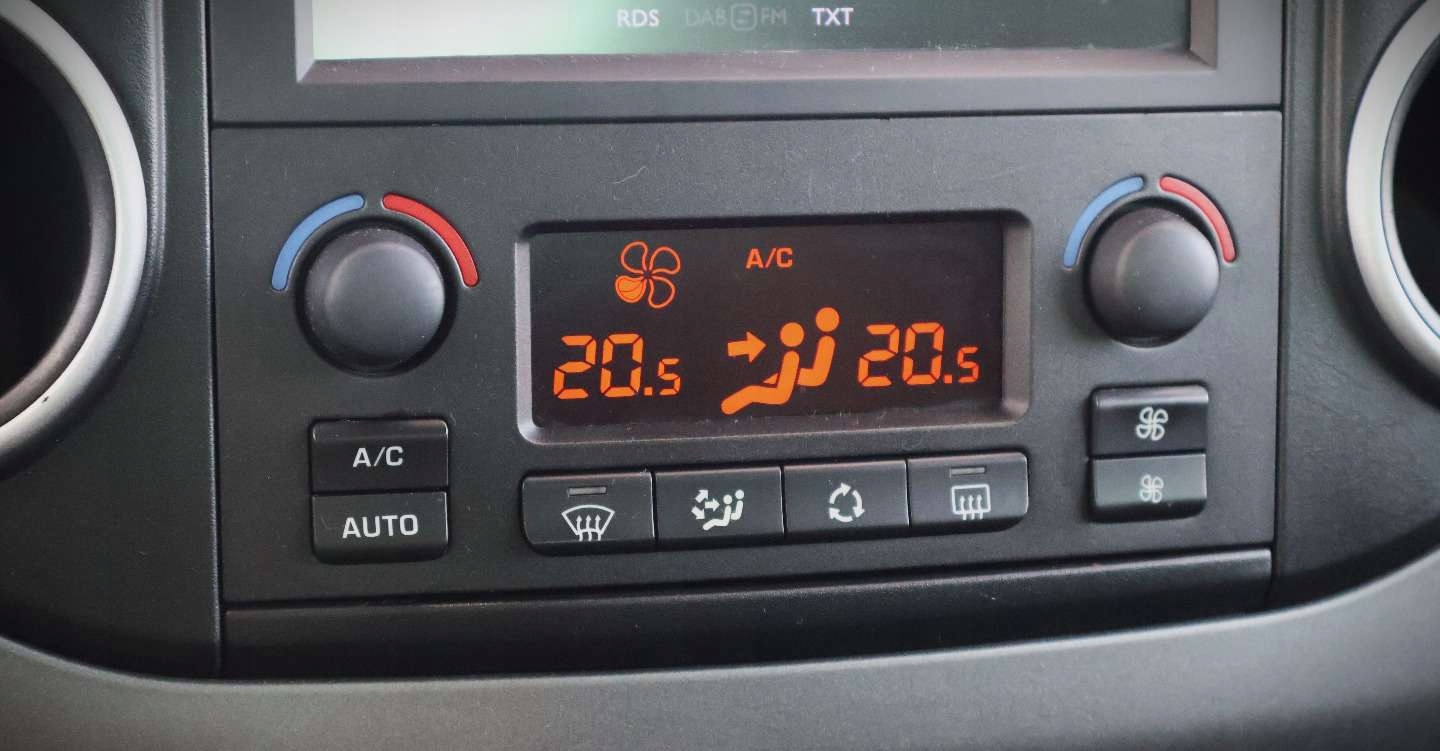 RDS DAB FM TXT
A/C
20.5 20.5
A/C
AUTO